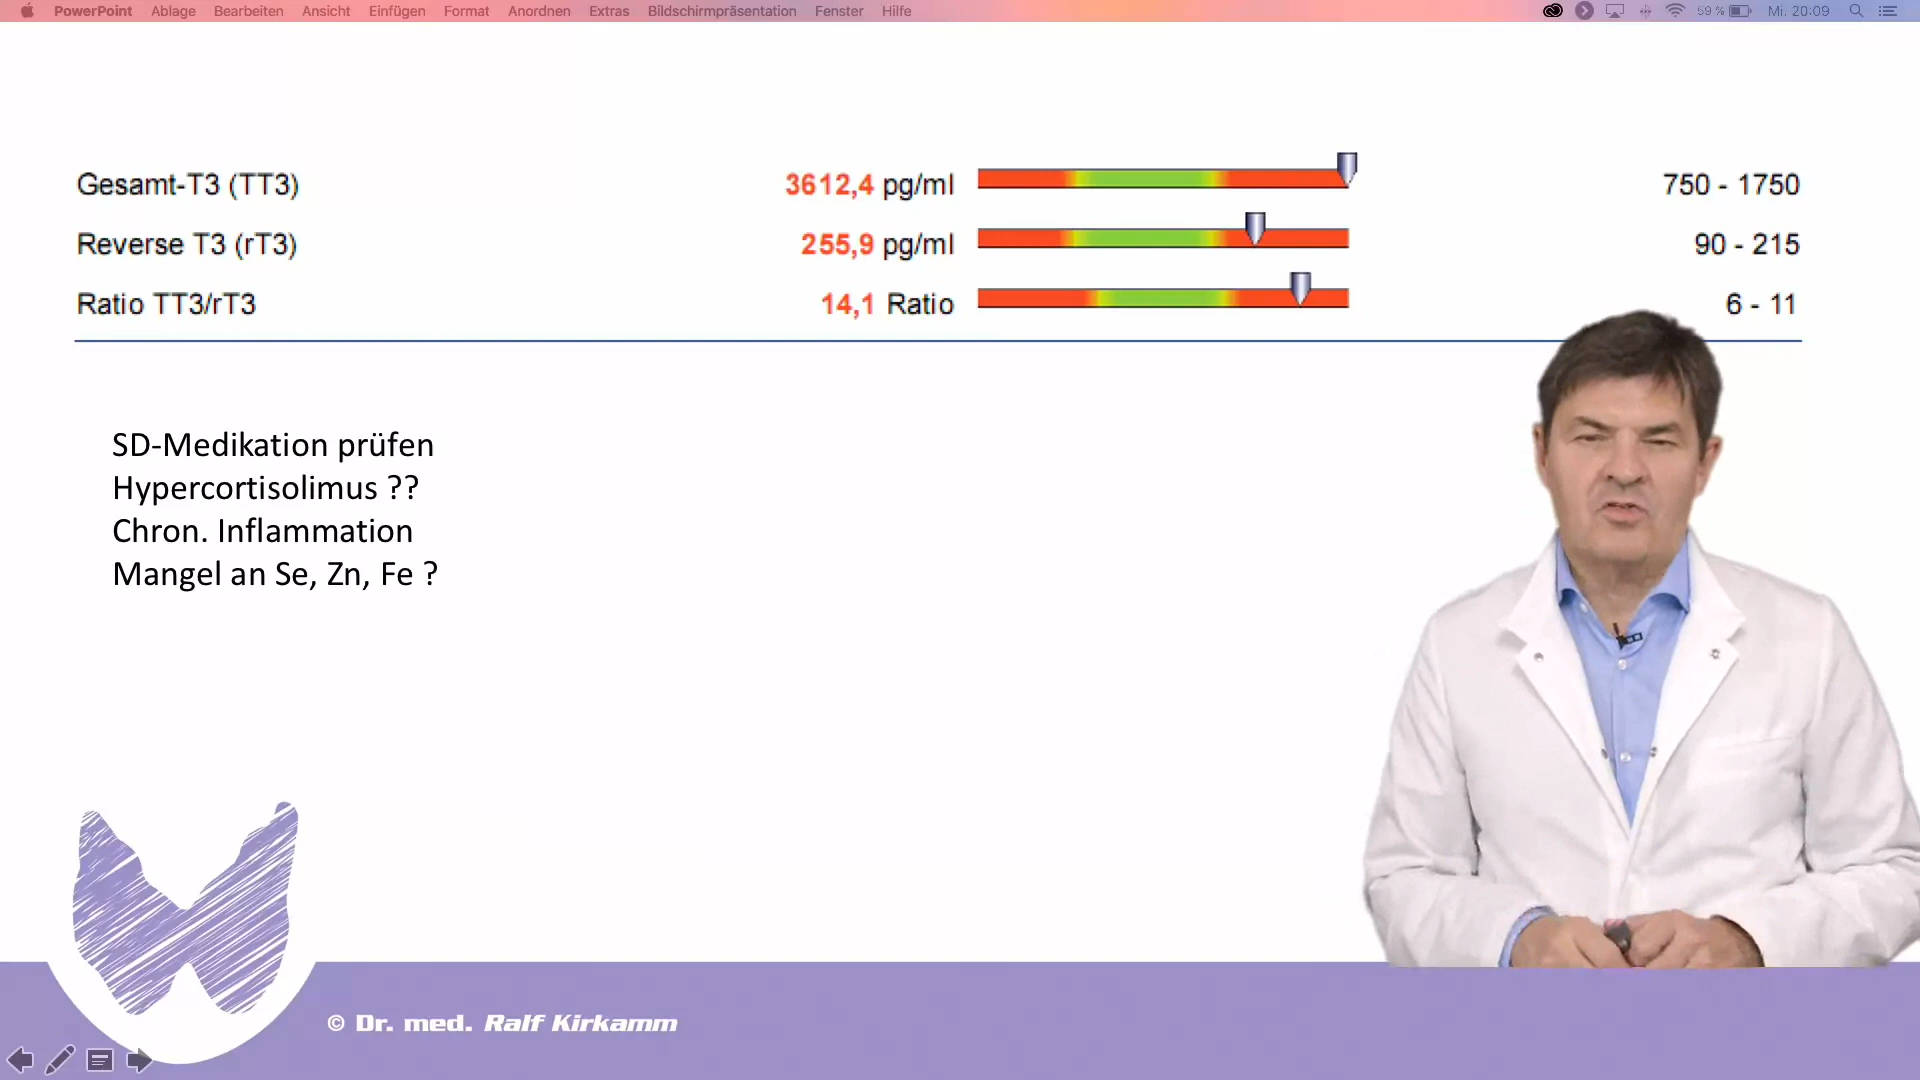 PowerPoint Ablage Bearbeiten Ansicht Einfügen Format Anordnen Extras Bildschirmpräsentation Fenster Hilfe 59 % Mi. 20:09
Gesamt-T3 (TT3) 3612,4 pg/ml 750 - 1750
Reverse T3 (rT3) 255,9 pg/ml 90 - 215
Ratio TT3/rT3 14,1 Ratio 6 - 11
SD-Medikation prüfen
Hypercortisolimus ??
Chron. Inflammation
Mangel an Se, Zn, Fe ?
© Dr. med. Ralf Kirkamm